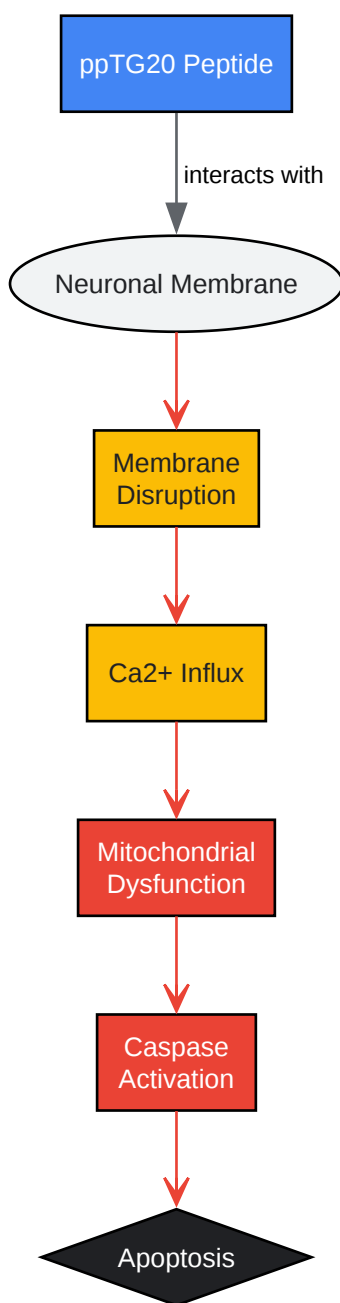 ppTG20 Peptide
interacts with
Neuronal Membrane
Membrane
Disruption
Ca2+ Influx
Mitochondrial
Dysfunction
Caspase
Activation
Apoptosis